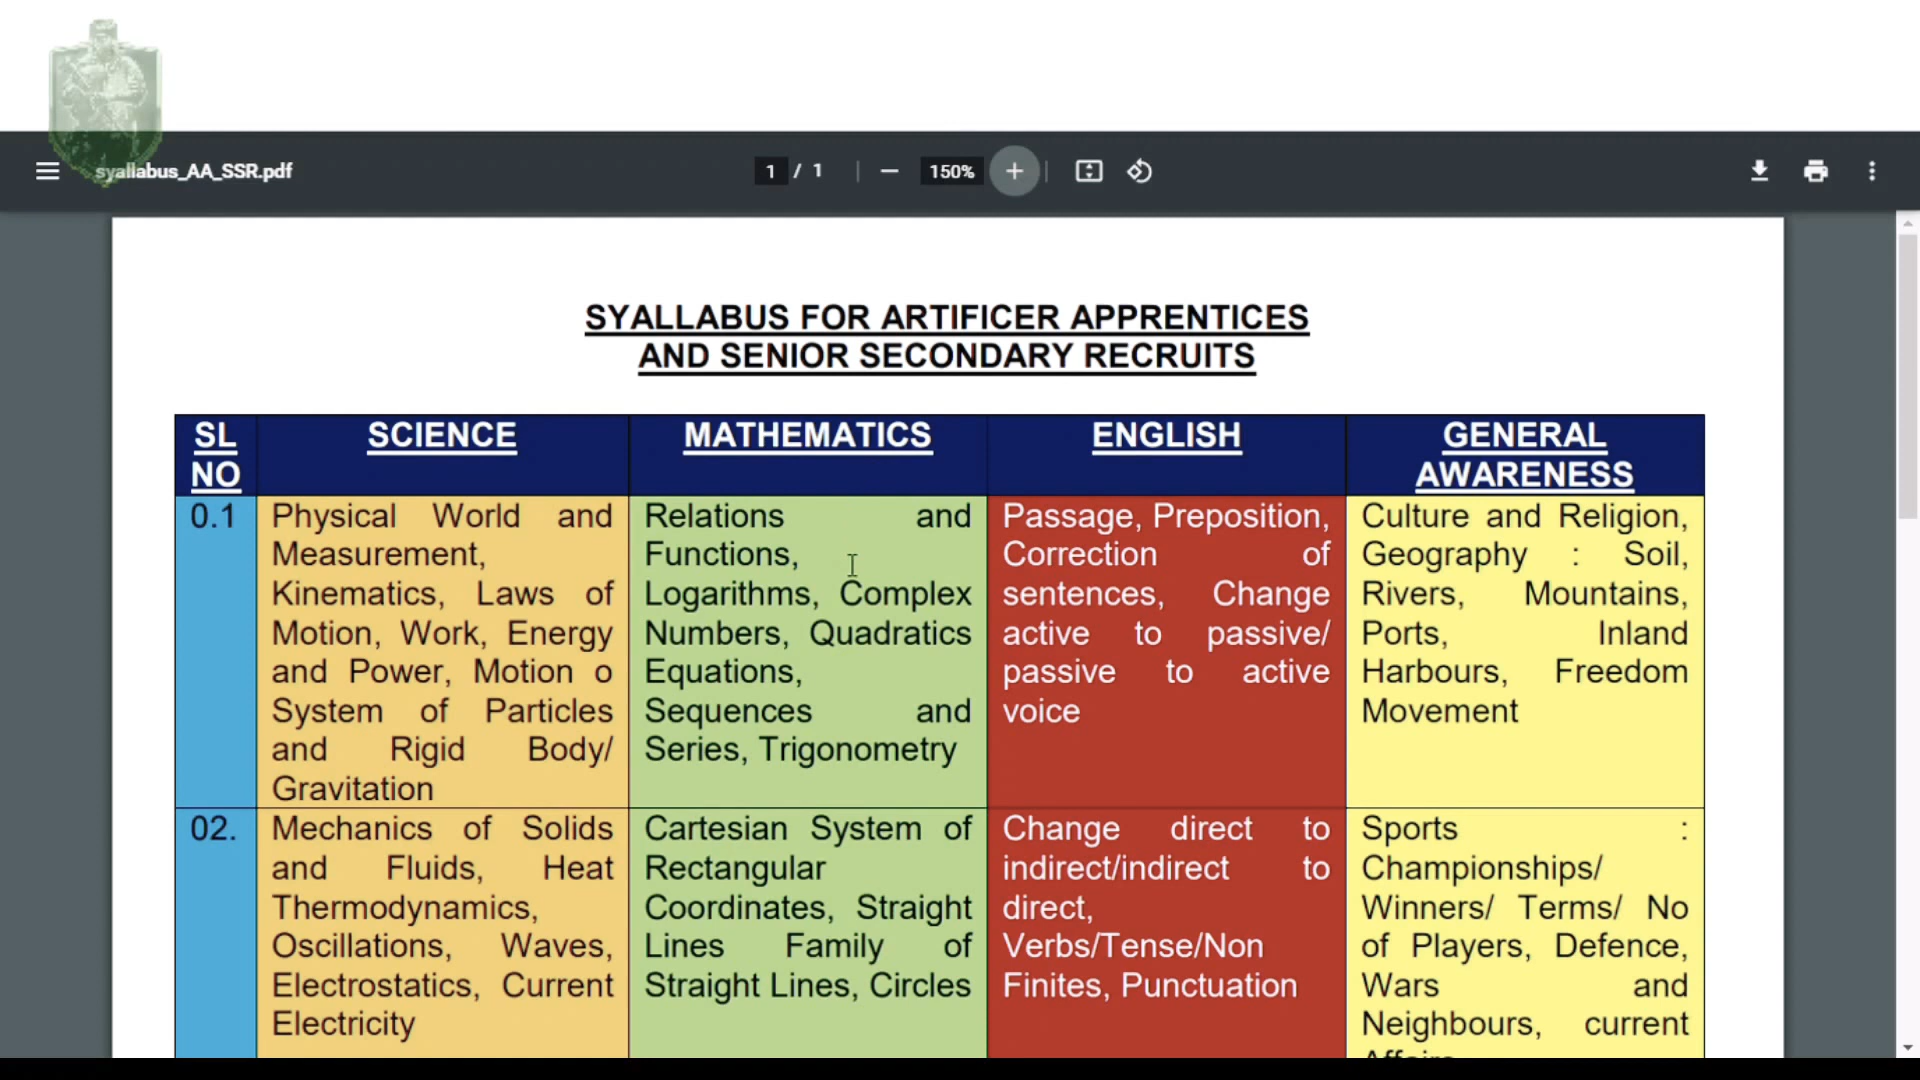 syallabus_AA_SSR.pdf
1 / 1
150%
SYALLABUS FOR ARTIFICER APPRENTICES
AND SENIOR SECONDARY RECRUITS
SL
NO
SCIENCE
MATHEMATICS
ENGLISH
GENERAL
AWARENESS
0.1
Physical World and
Measurement,
Kinematics, Laws of
Motion, Work, Energy
and Power, Motion o
System of Particles
and Rigid Body/
Gravitation
Relations and
Functions,
Logarithms, Complex
Numbers, Quadratics
Equations,
Sequences and
Series, Trigonometry
Passage, Preposition,
Correction of
sentences, Change
active to passive/
passive to active
voice
Culture and Religion,
Geography : Soil,
Rivers, Mountains,
Ports, Inland
Harbours, Freedom
Movement
02.
Mechanics of Solids
and Fluids, Heat
Thermodynamics,
Oscillations, Waves,
Electrostatics, Current
Electricity
Cartesian System of
Rectangular
Coordinates, Straight
Lines Family of
Straight Lines, Circles
Change direct to
indirect/indirect to
direct,
Verbs/Tense/Non
Finites, Punctuation
Sports :
Championships/
Winners/ Terms/ No
of Players, Defence,
Wars and
Neighbours, current